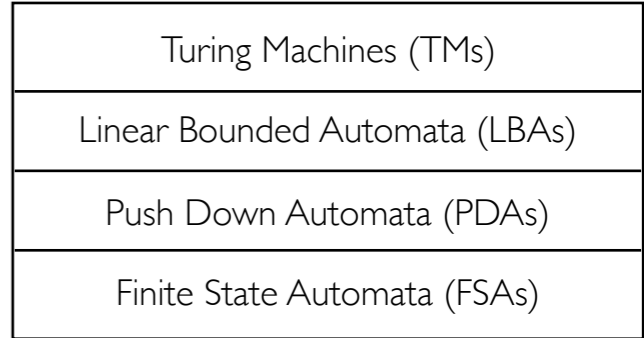 Turing Machines (TMs)
Linear Bounded Automata (LBAs)
Push Down Automata (PDAs)
Finite State Automata (FSAs)